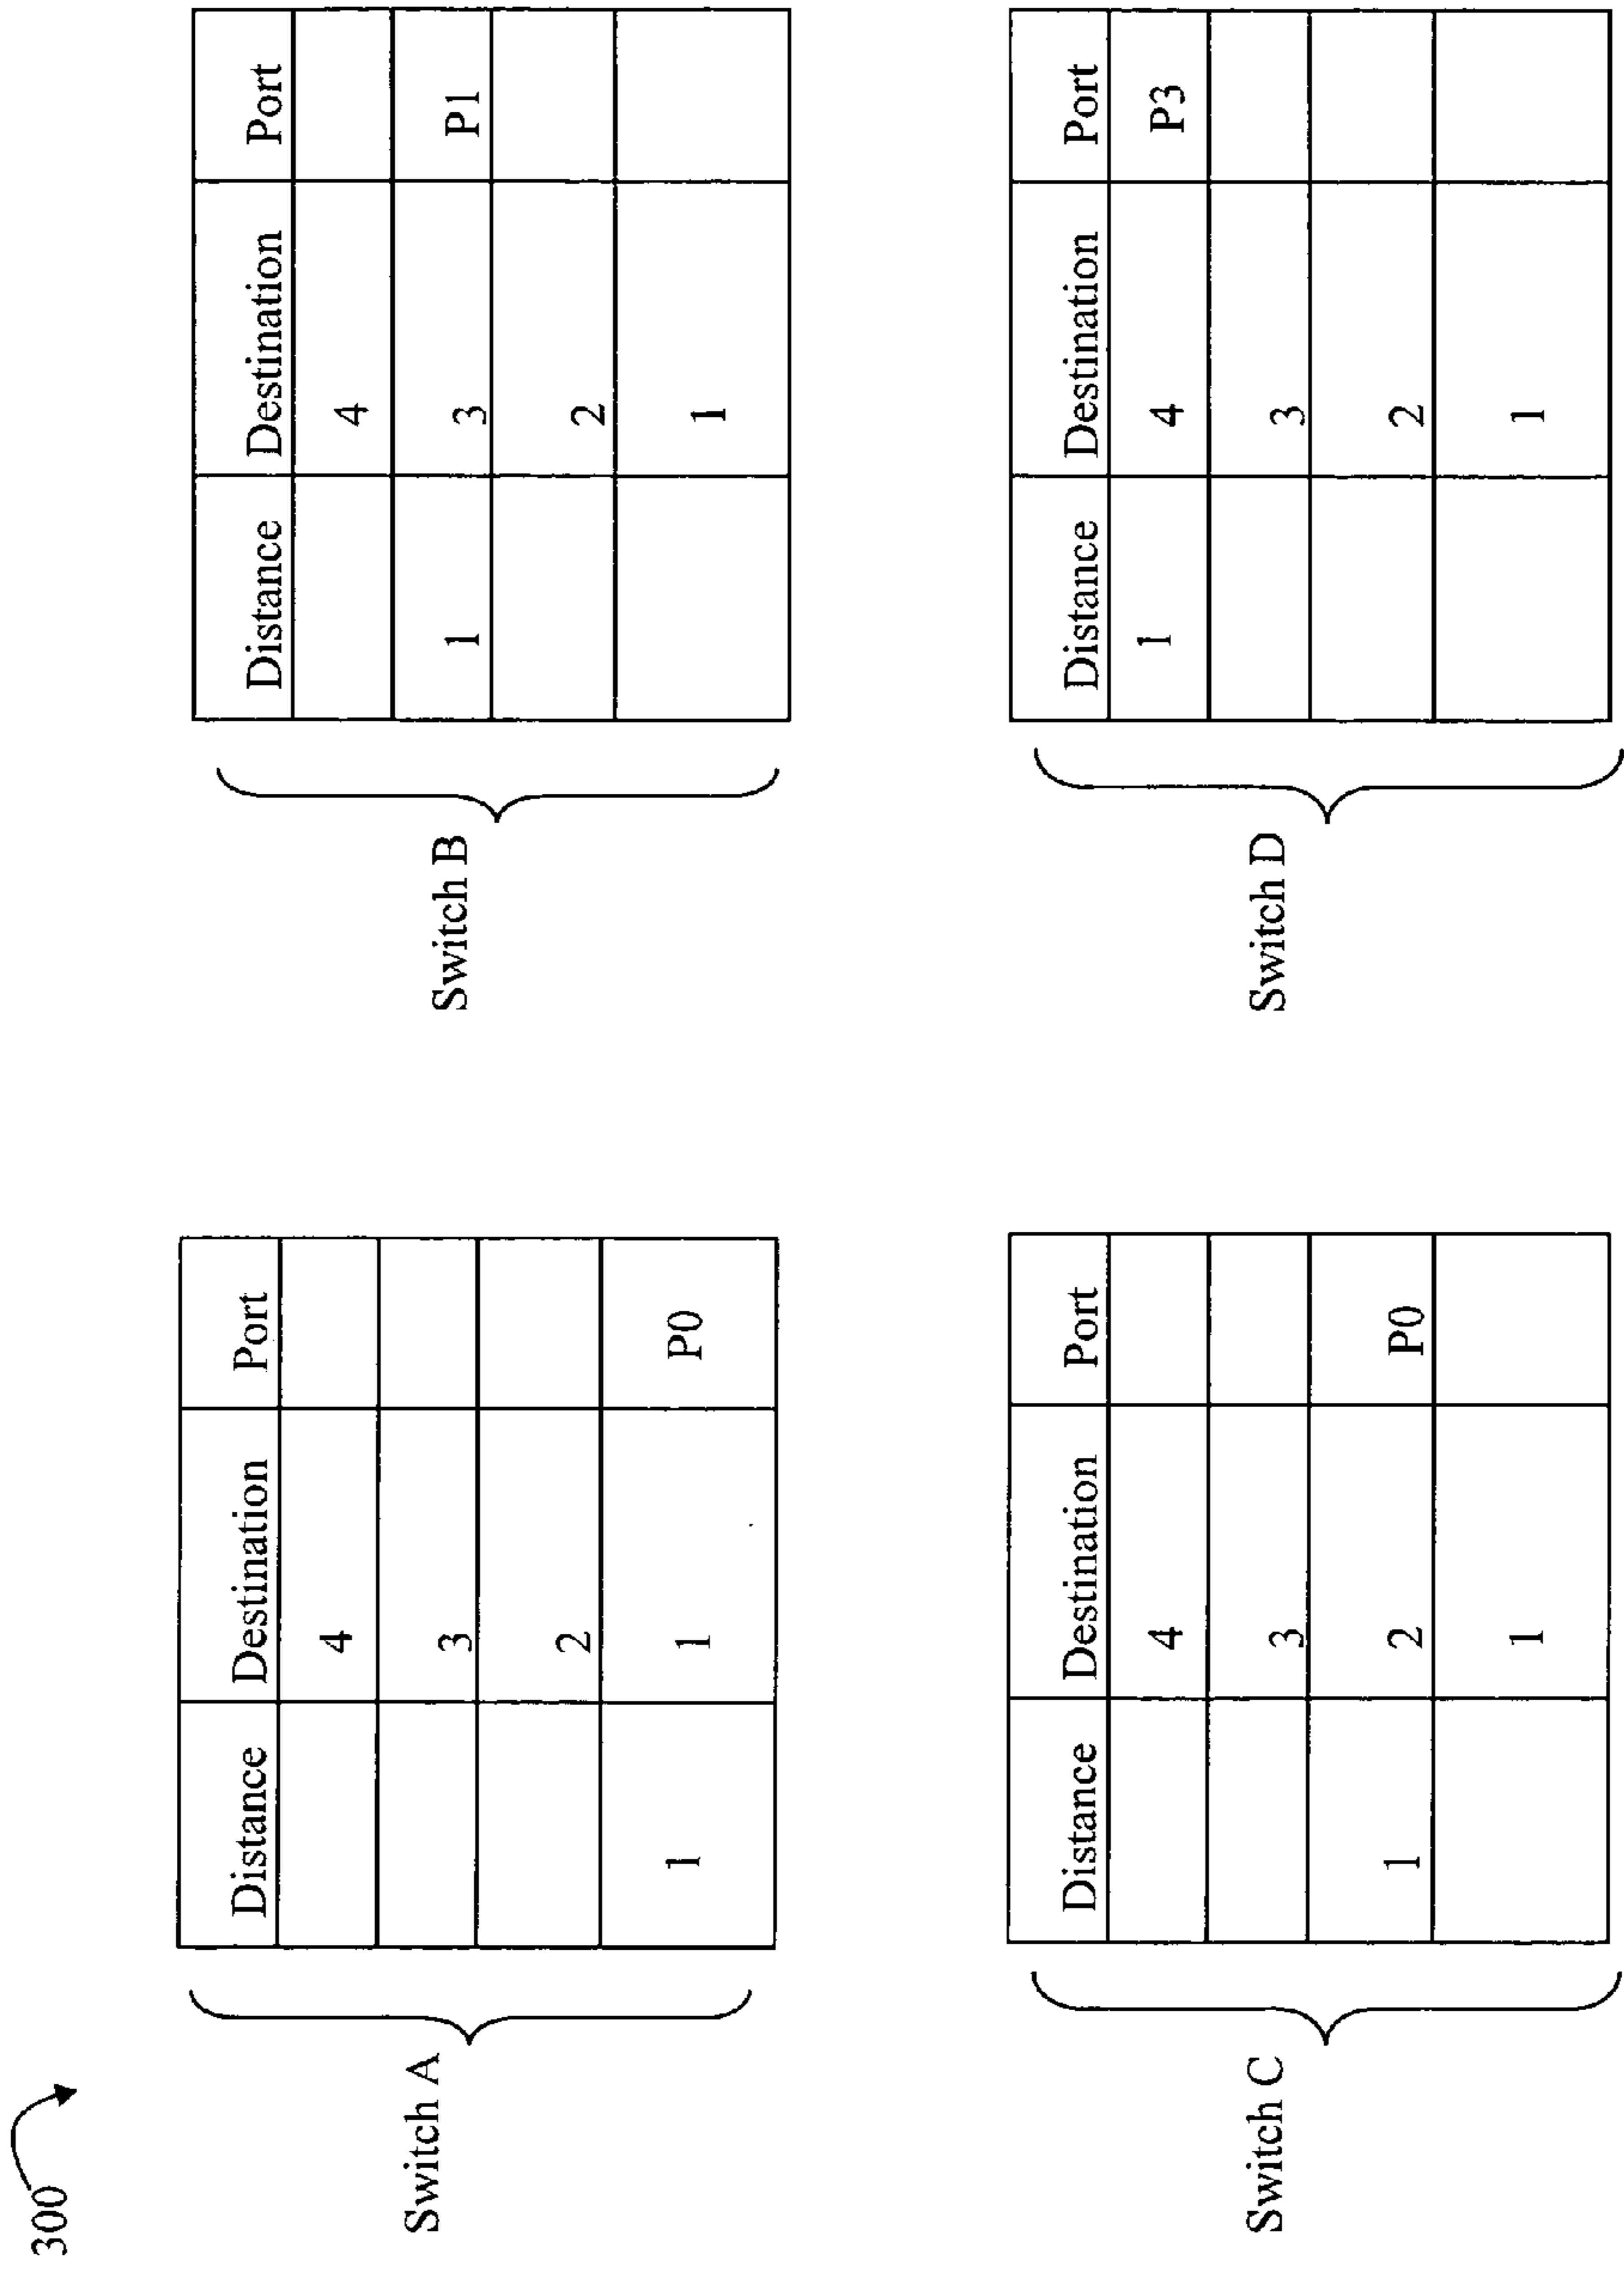 300
Switch A
Distance Destination Port
4
3
2
1 1 P0
Switch B
Distance Destination Port
4
1 3 P1
2
1
Switch C
Distance Destination Port
4
3
1 2 P0
1
Switch D
Distance Destination Port
1 4 P3
3
2
1